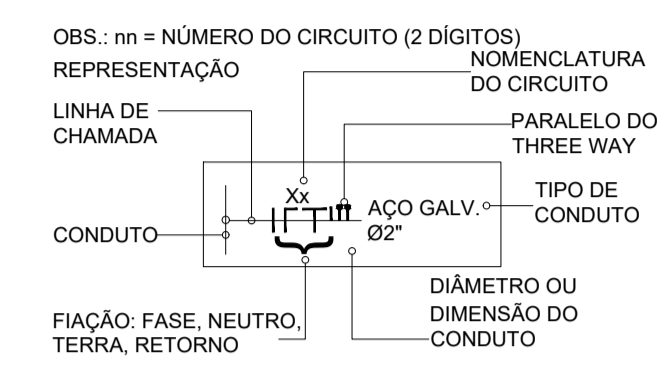 OBS.: nn = NÚMERO DO CIRCUITO (2 DÍGITOS)
REPRESENTAÇÃO
NOMENCLATURA
DO CIRCUITO
LINHA DE
CHAMADA
PARALELO DO
THREE WAY
Xx
AÇO GALV.
Ø2"
TIPO DE
CONDUTO
CONDUTO
DIÂMETRO OU
DIMENSÃO DO
CONDUTO
FIAÇÃO: FASE, NEUTRO,
TERRA, RETORNO